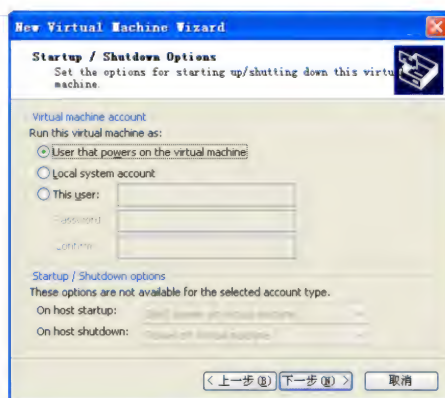 New Virtual Machine Wizard
Startup / Shutdown Options
Set the options for starting up/shutting down this virtu
machine.
Virtual machine account
Run this virtual machine as:
User that powers on the virtual machine
Local system account
This user:
Password:
Confirm:
Startup / Shutdown options
These options are not available for the selected account type.
On host startup:
On host shutdown:
< 上一步(B) 下一步(N) > 取消